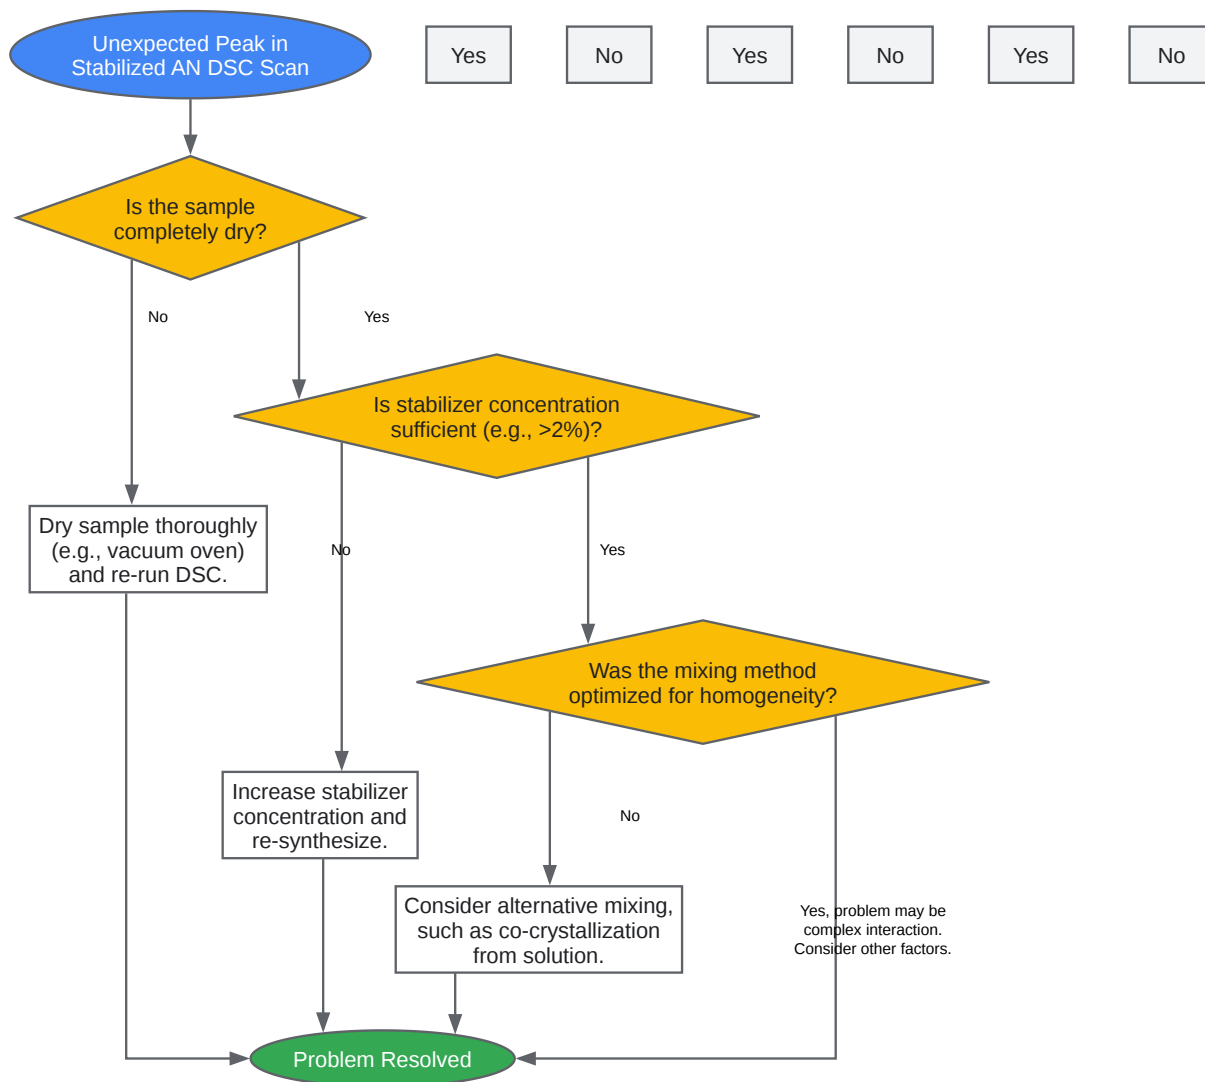 Unexpected Peak in
Stabilized AN DSC Scan
Yes
No
Yes
No
Yes
No
Is the sample
completely dry?
No
Yes
Is stabilizer concentration
sufficient (e.g., >2%)?
Dry sample thoroughly
(e.g., vacuum oven)
and re-run DSC.
No
Yes
Was the mixing method
optimized for homogeneity?
Increase stabilizer
concentration and
re-synthesize.
No
Consider alternative mixing,
such as co-crystallization
from solution.
Yes, problem may be
complex interaction.
Consider other factors.
Problem Resolved